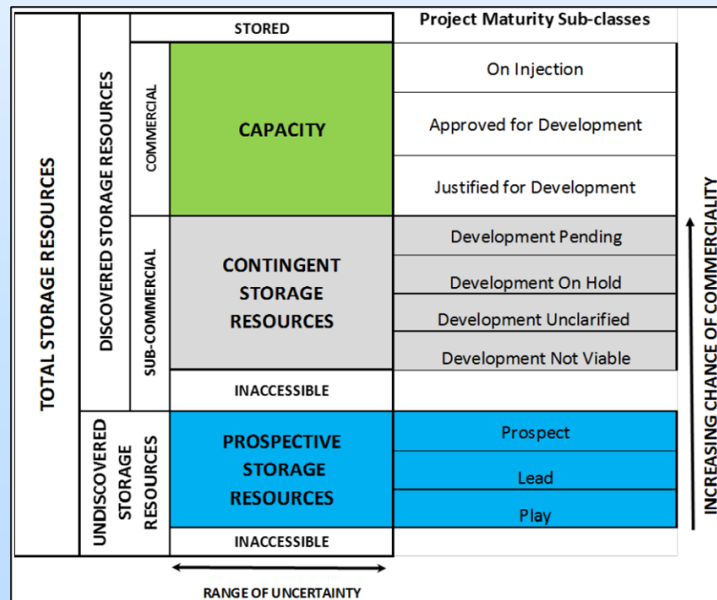 TOTAL STORAGE RESOURCES
DISCOVERED STORAGE RESOURCES
COMMERCIAL
STORED
Project Maturity Sub-classes
CAPACITY
On Injection
Approved for Development
Justified for Development
SUB-COMMERCIAL
CONTINGENT
STORAGE
RESOURCES
Development Pending
Development On Hold
Development Unclarified
Development Not Viable
INACCESSIBLE
UNDISCOVERED
STORAGE
RESOURCES
PROSPECTIVE
STORAGE
RESOURCES
Prospect
Lead
Play
INACCESSIBLE
RANGE OF UNCERTAINTY
INCREASING CHANCE OF COMMERCIALITY